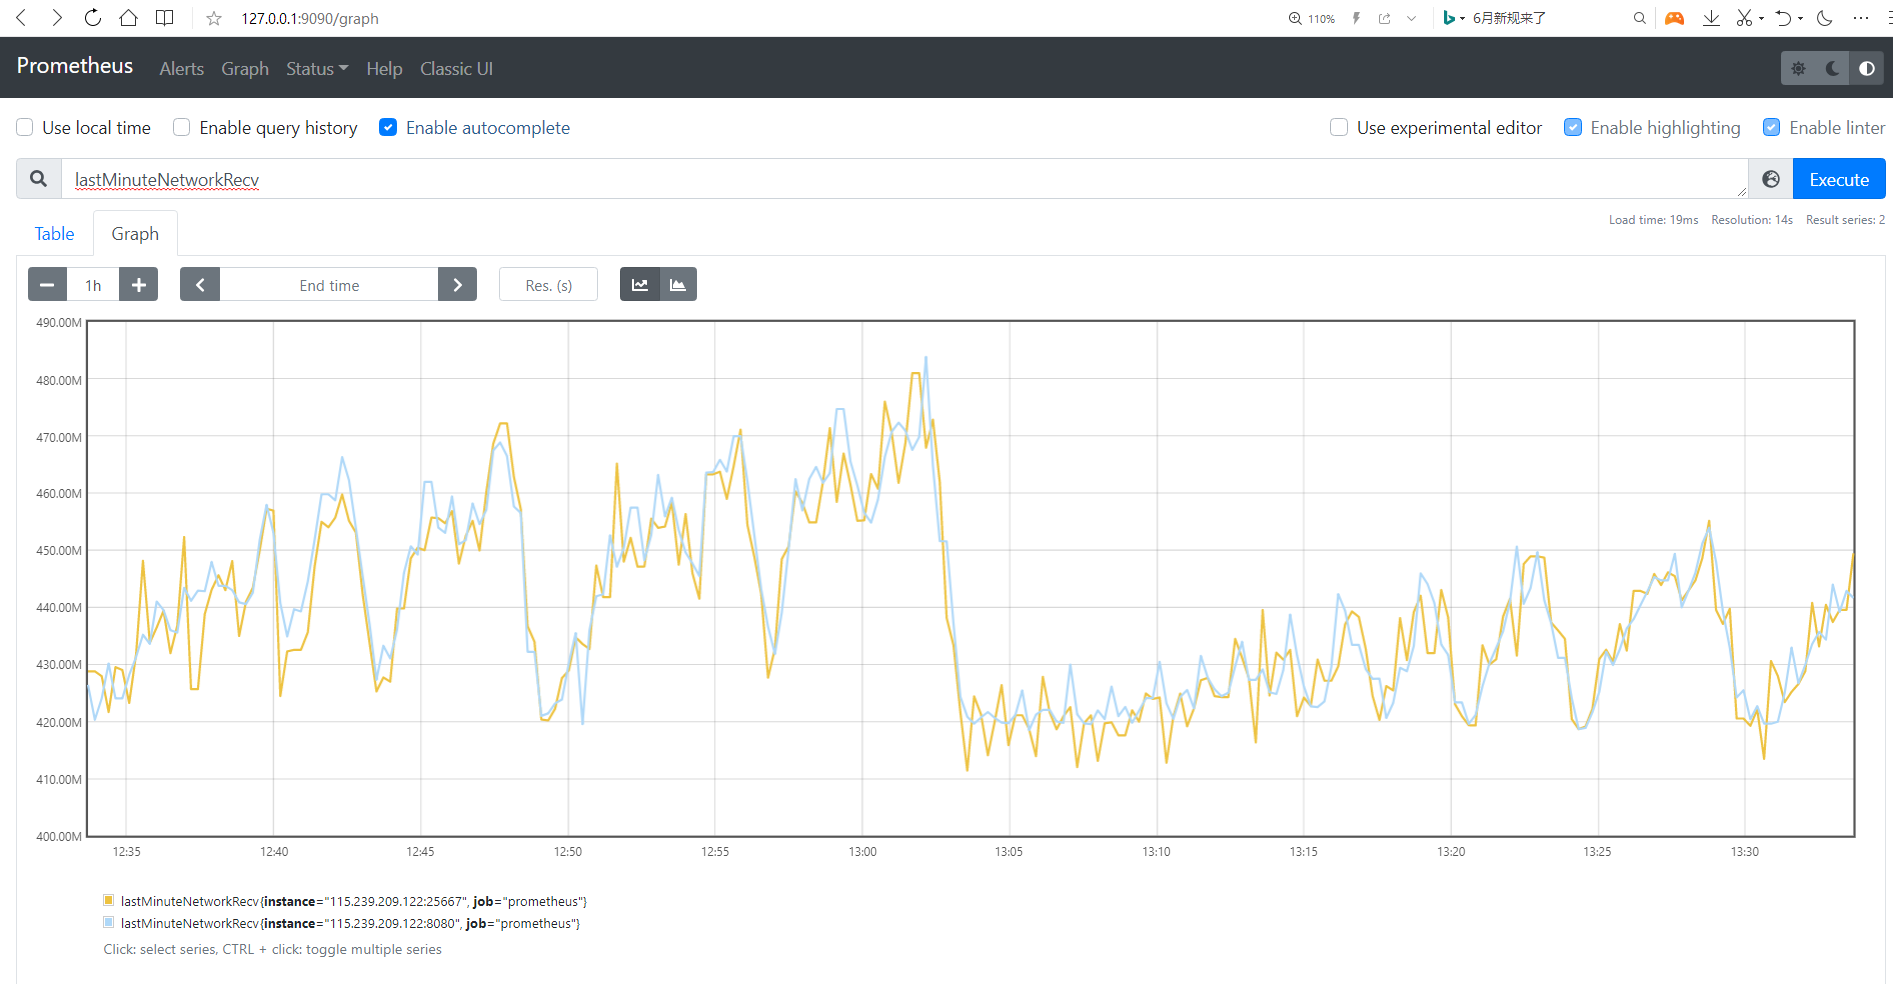 127.0.0.1:9090/graph 110% 6月新规来了
Prometheus Alerts Graph Status Help Classic UI
Use local time Enable query history Enable autocomplete Use experimental editor Enable highlighting Enable linter
lastMinuteNetworkRecv Execute
Load time: 19ms Resolution: 14s Result series: 2
Table Graph
1h End time Res. (s)
490.00M
480.00M
470.00M
460.00M
450.00M
440.00M
430.00M
420.00M
410.00M
400.00M
12:35 12:40 12:45 12:50 12:55 13:00 13:05 13:10 13:15 13:20 13:25 13:30
lastMinuteNetworkRecv{instance="115.239.209.122:25667", job="prometheus"}
lastMinuteNetworkRecv{instance="115.239.209.122:8080", job="prometheus"}
Click: select series, CTRL + click: toggle multiple series